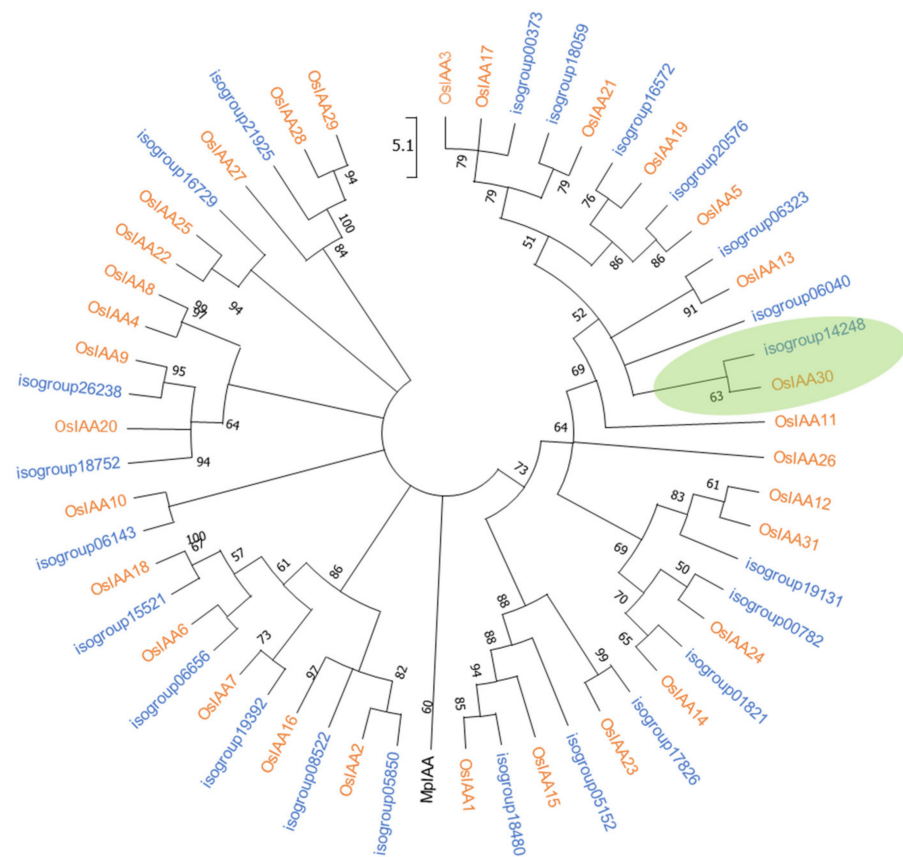 OsIAA3
OsIAA17
isogroup00373
isogroup18059
OsIAA21
isogroup16572
OsIAA19
isogroup20576
OsIAA5
isogroup06323
OsIAA13
isogroup06040
isogroup14248
OsIAA30
OsIAA11
OsIAA26
OsIAA12
OsIAA31
isogroup19131
isogroup00782
OsIAA24
isogroup01821
OsIAA14
isogroup17826
OsIAA23
isogroup05152
OsIAA15
isogroup18480
OsIAA1
MpIAA
isogroup05850
OsIAA2
isogroup08522
OsIAA16
isogroup19392
OsIAA7
isogroup06656
OsIAA6
isogroup15521
OsIAA18
isogroup06143
OsIAA10
isogroup18752
OsIAA20
isogroup26238
OsIAA9
OsIAA4
OsIAA8
OsIAA22
OsIAA25
isogroup16729
OsIAA27
isogroup21925
OsIAA28
OsIAA29
5.1
79
79
79
76
86
86
51
52
91
63
69
64
73
61
83
69
50
70
65
99
88
88
94
85
60
82
97
86
61
73
57
100
67
94
64
95
99
97
94
84
100
94